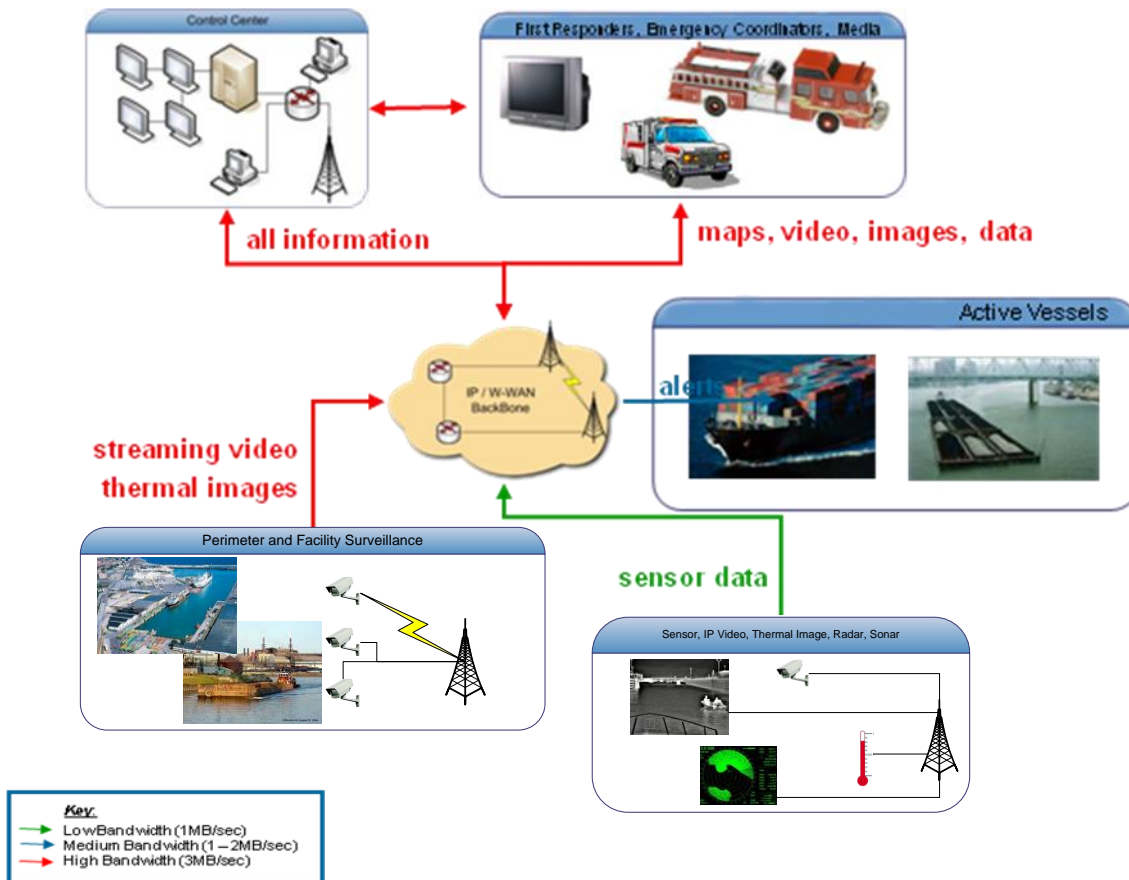 Control Center
First Responders, Emergency Coordinators, Media
all information
maps, video, images, data
Active Vessels
IP / W-WAN
BackBone
alerts
streaming video
thermal images
Perimeter and Facility Surveillance
sensor data
Sensor, IP Video, Thermal Image, Radar, Sonar
Key:
LowBandwidth (1MB/sec)
Medium Bandwidth (1 – 2MB/sec)
High Bandwidth (3MB/sec)